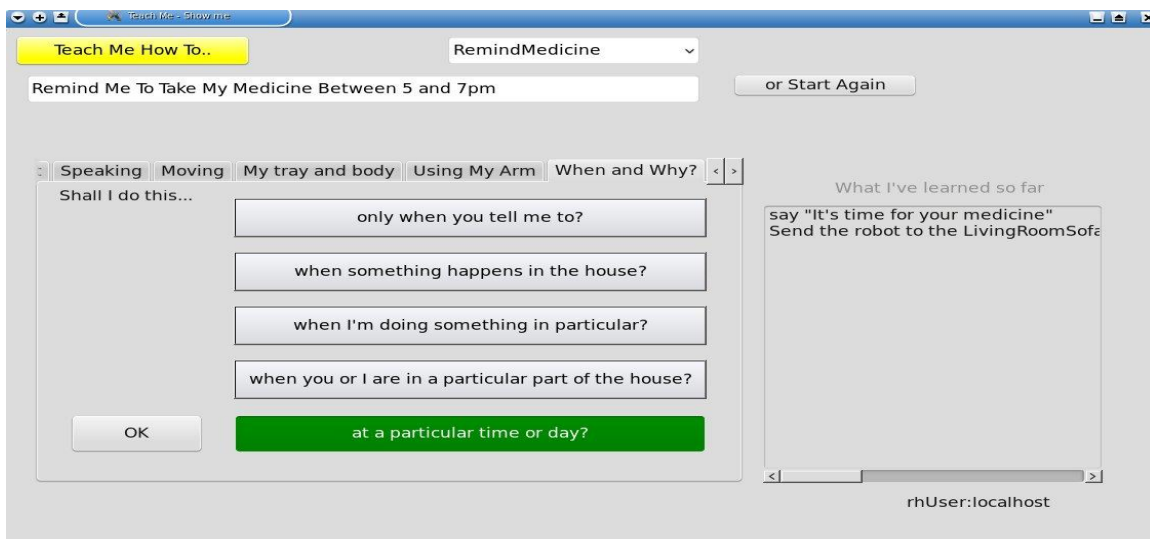 Teach Me - Show me
Teach Me How To..
RemindMedicine
Remind Me To Take My Medicine Between 5 and 7pm
or Start Again
Speaking Moving My tray and body Using My Arm When and Why? < >
Shall I do this...
only when you tell me to?
when something happens in the house?
when I'm doing something in particular?
when you or I are in a particular part of the house?
OK
at a particular time or day?
What I've learned so far
say "It's time for your medicine"
Send the robot to the LivingRoomSofa
rhUser:localhost